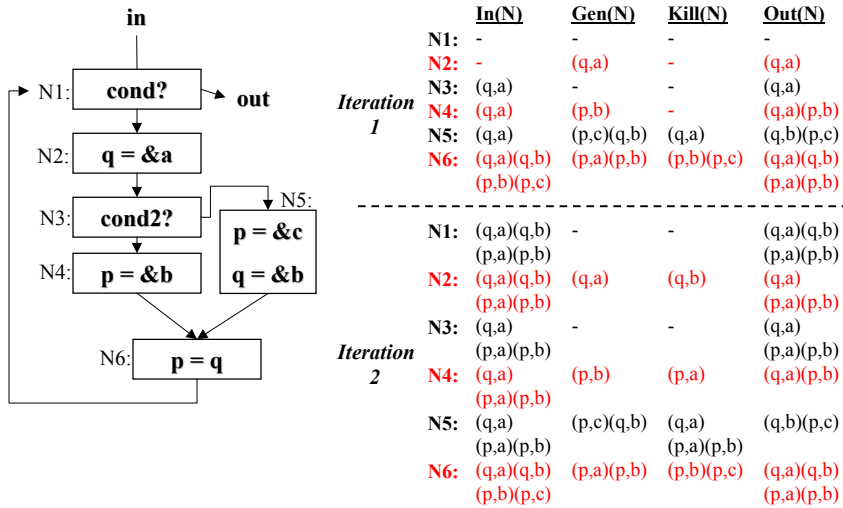 in
N1:
cond?
out
N2:
q = &a
N3:
cond2?
N5:
p = &c
q = &b
N4:
p = &b
N6:
p = q
In(N) Gen(N) Kill(N) Out(N)
Iteration
1
N1: - - - -
N2: - (q,a) - (q,a)
N3: (q,a) - - (q,a)
N4: (q,a) (p,b) - (q,a)(p,b)
N5: (q,a) (p,c)(q,b) (q,a) (q,b)(p,c)
N6: (q,a)(q,b) (p,a)(p,b) (p,b)(p,c) (q,a)(q,b)
(p,b)(p,c) (p,a)(p,b)
Iteration
2
N1: (q,a)(q,b) - - (q,a)(q,b)
(p,a)(p,b) (p,a)(p,b)
N2: (q,a)(q,b) (q,a) (q,b) (q,a)
(p,a)(p,b) (p,a)(p,b)
N3: (q,a) - - (q,a)
(p,a)(p,b) (p,a)(p,b)
N4: (q,a) (p,b) (p,a) (q,a)(p,b)
(p,a)(p,b)
N5: (q,a) (p,c)(q,b) (q,a) (q,b)(p,c)
(p,a)(p,b) (p,a)(p,b)
N6: (q,a)(q,b) (p,a)(p,b) (p,b)(p,c) (q,a)(q,b)
(p,b)(p,c) (p,a)(p,b)